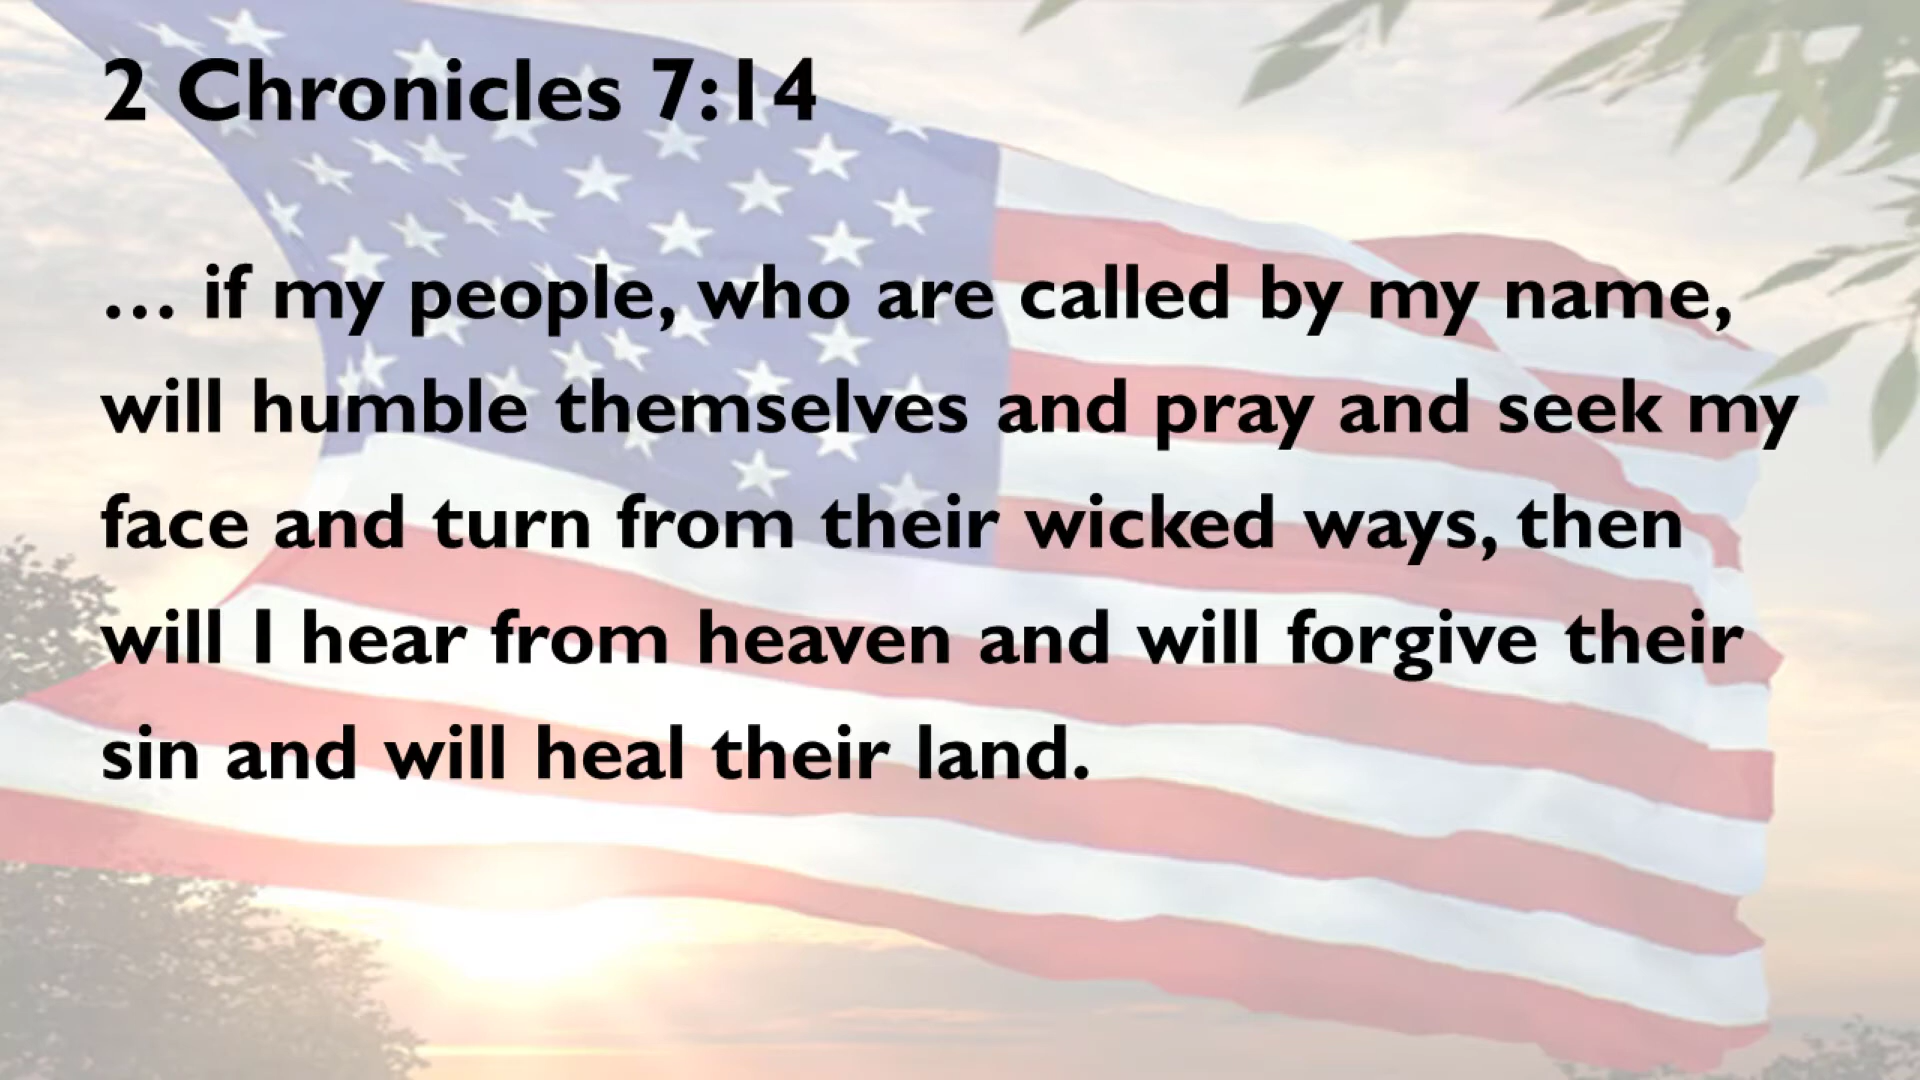 2 Chronicles 7:14
… if my people, who are called by my name,
will humble themselves and pray and seek my
face and turn from their wicked ways, then
will I hear from heaven and will forgive their
sin and will heal their land.